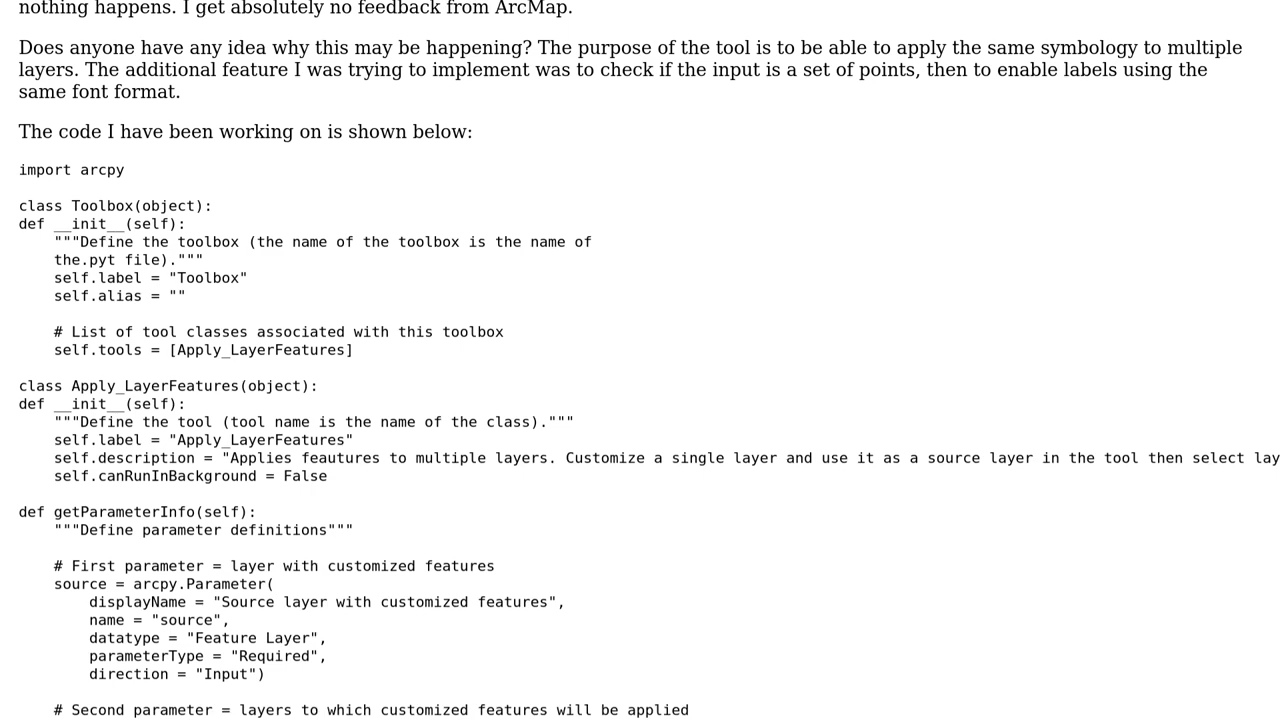 nothing happens. I get absolutely no feedback from ArcMap.
Does anyone have any idea why this may be happening? The purpose of the tool is to be able to apply the same symbology to multiple
layers. The additional feature I was trying to implement was to check if the input is a set of points, then to enable labels using the
same font format.
The code I have been working on is shown below:
import arcpy
class Toolbox(object):
def __init__(self):
    """Define the toolbox (the name of the toolbox is the name of
    the.pyt file)."""
    self.label = "Toolbox"
    self.alias = ""
    # List of tool classes associated with this toolbox
    self.tools = [Apply_LayerFeatures]
class Apply_LayerFeatures(object):
def __init__(self):
    """Define the tool (tool name is the name of the class)."""
    self.label = "Apply_LayerFeatures"
    self.description = "Applies feautures to multiple layers. Customize a single layer and use it as a source layer in the tool then select lay
    self.canRunInBackground = False
def getParameterInfo(self):
    """Define parameter definitions"""
    # First parameter = layer with customized features
    source = arcpy.Parameter(
        displayName = "Source layer with customized features",
        name = "source",
        datatype = "Feature Layer",
        parameterType = "Required",
        direction = "Input")
    # Second parameter = layers to which customized features will be applied